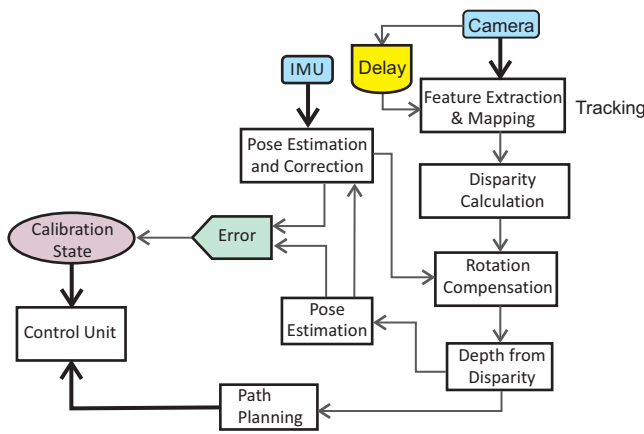 Camera
IMU
Delay
Feature Extraction
& Mapping
Tracking
Pose Estimation
and Correction
Disparity
Calculation
Calibration
State
Error
Rotation
Compensation
Pose
Estimation
Control Unit
Depth from
Disparity
Path
Planning